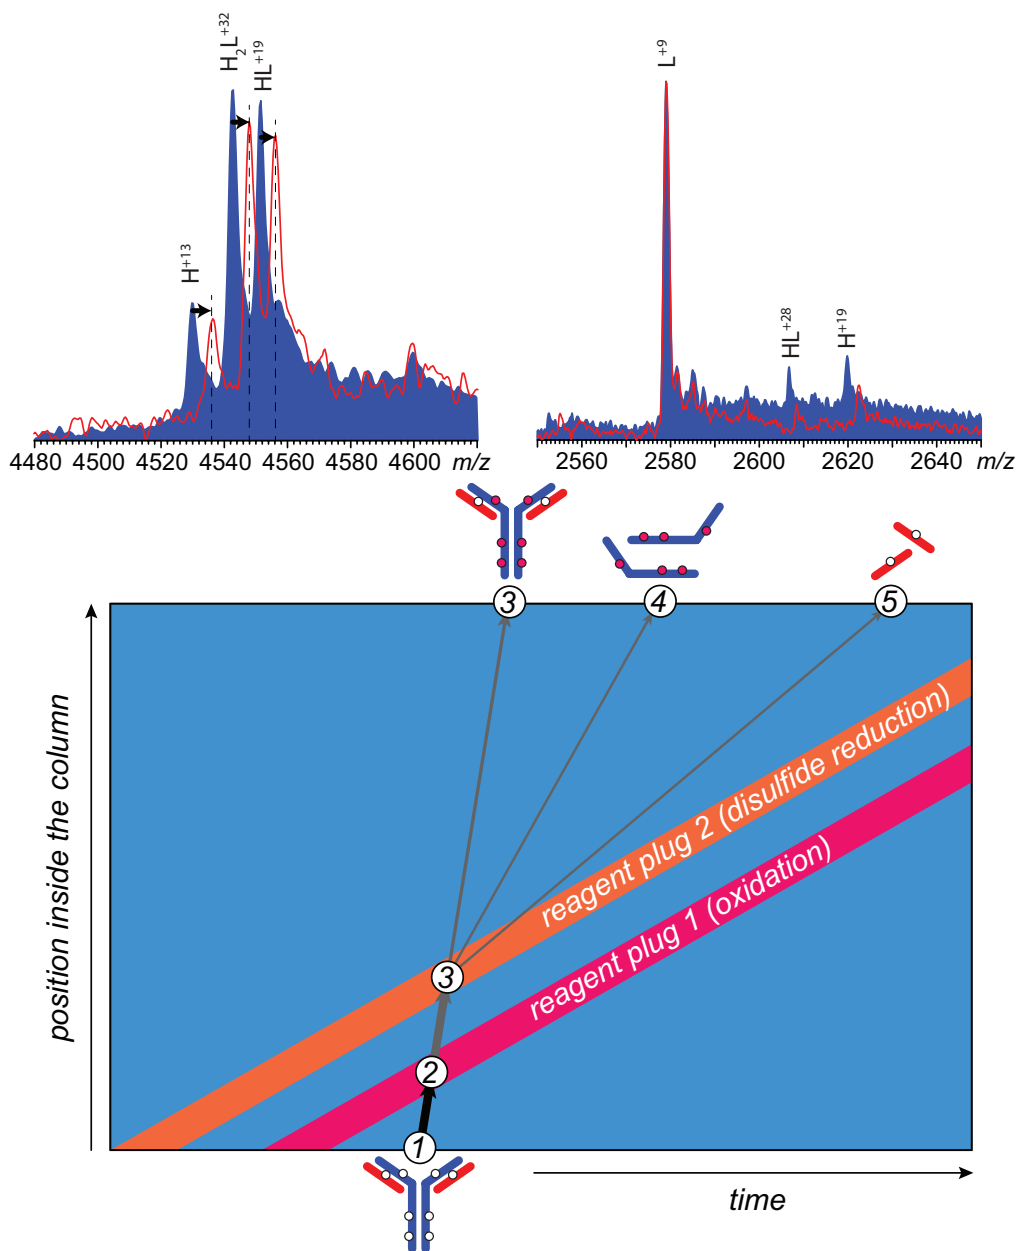 H₂L⁺³²
HL⁺¹⁹
H⁺¹³
L⁺⁹
HL⁺²⁸
H⁺¹⁹
4480 4500 4520 4540 4560 4580 4600 m/z
2560 2580 2600 2620 2640 m/z
3
4
5
position inside the column
reagent plug 2 (disulfide reduction)
reagent plug 1 (oxidation)
3
2
1
time